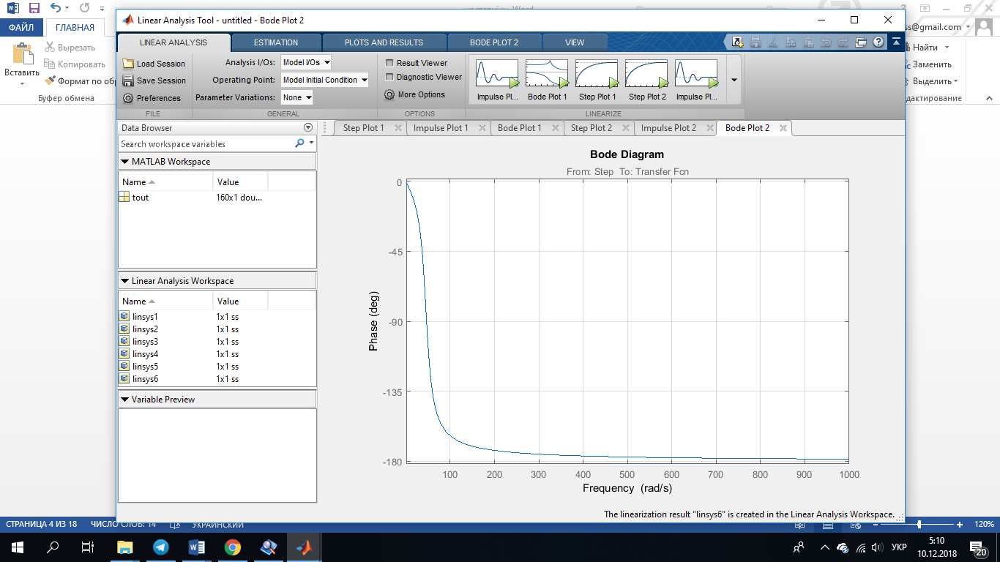 Linear Analysis Tool - untitled - Bode Plot 2
ss@gmail.com
ФАЙЛ
ГЛАВНАЯ
LINEAR ANALYSIS
ESTIMATION
PLOTS AND RESULTS
BODE PLOT 2
VIEW
Вставить
Вырезать
Копировать
Формат по обр
Буфер обмена
Load Session
Save Session
Preferences
FILE
Analysis I/Os: Model I/Os
Operating Point: Model Initial Condition
Parameter Variations: None
GENERAL
Result Viewer
Diagnostic Viewer
More Options
OPTIONS
Impulse Pl...
Bode Plot 1
Step Plot 1
Step Plot 2
Impulse Pl...
LINEARIZE
Найти
Заменить
Выделить
дактирование
Data Browser
Search workspace variables
MATLAB Workspace
Name Value
tout 160x1 dou...
Linear Analysis Workspace
Name Value
linsys1 1x1 ss
linsys2 1x1 ss
linsys3 1x1 ss
linsys4 1x1 ss
linsys5 1x1 ss
linsys6 1x1 ss
Variable Preview
Step Plot 1
Impulse Plot 1
Bode Plot 1
Step Plot 2
Impulse Plot 2
Bode Plot 2
Bode Diagram
From: Step To: Transfer Fcn
Phase (deg)
0
-45
-90
-135
-180
100 200 300 400 500 600 700 800 900 1000
Frequency (rad/s)
The linearization result "linsys6" is created in the Linear Analysis Workspace.
СТРАНИЦА 4 ИЗ 18
ЧИСЛО СЛОВ: 14
УКРАИНСКИЙ
120%
УКР
5:10
10.12.2018
20